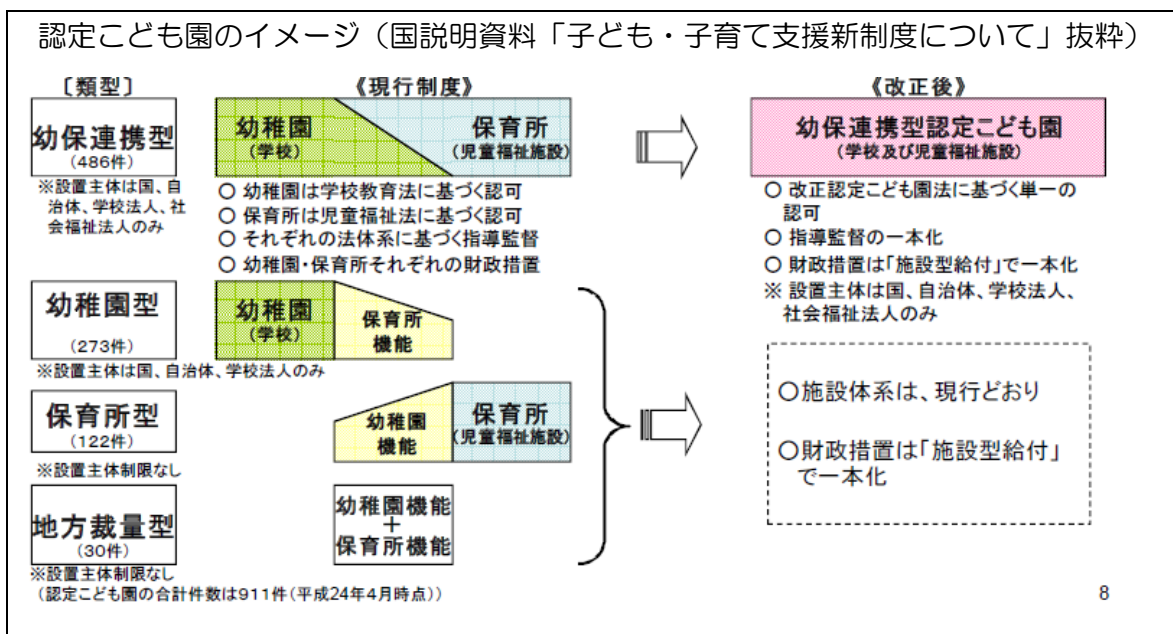 認定こども園のイメージ（国説明資料「子ども・子育て支援新制度について」抜粋）
〔類型〕
《現行制度》
《改正後》
幼保連携型
(486件)
※設置主体は国、自
治体、学校法人、社
会福祉法人のみ
幼稚園
(学校)
保育所
(児童福祉施設)
○ 幼稚園は学校教育法に基づく認可
○ 保育所は児童福祉法に基づく認可
○ それぞれの法体系に基づく指導監督
○ 幼稚園・保育所それぞれの財政措置
幼保連携型認定こども園
(学校及び児童福祉施設)
○ 改正認定こども園法に基づく単一の
認可
○ 指導監督の一本化
○ 財政措置は「施設型給付」で一本化
※ 設置主体は国、自治体、学校法人、
社会福祉法人のみ
幼稚園型
(273件)
※設置主体は国、自治体、学校法人のみ
幼稚園
(学校)
保育所
機能
保育所型
(122件)
※設置主体制限なし
幼稚園
機能
保育所
(児童福祉施設)
地方裁量型
(30件)
※設置主体制限なし
幼稚園機能
＋
保育所機能
○施設体系は、現行どおり
○財政措置は「施設型給付」
で一本化
(認定こども園の合計件数は911件(平成24年4月時点))
8